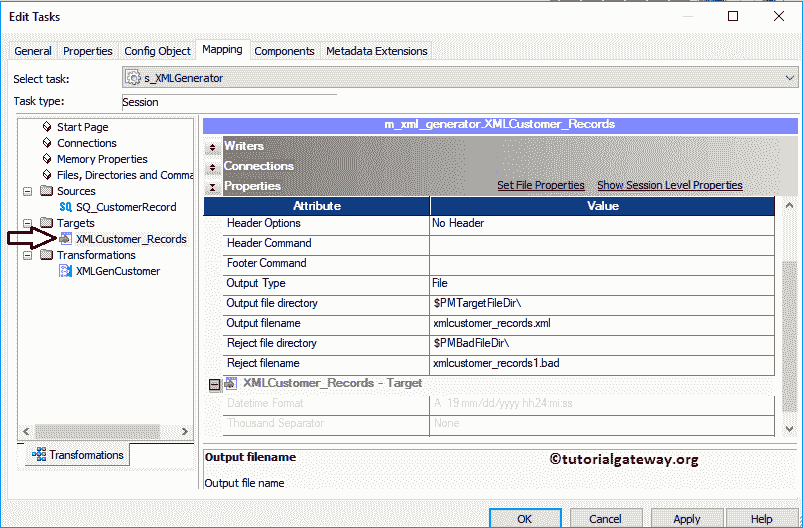 Edit Tasks
General Properties Config Object Mapping Components Metadata Extensions
Select task: s_XMLGenerator
Task type: Session
Start Page
Connections
Memory Properties
Files, Directories and Comma
Sources
SQ SQ_CustomerRecord
Targets
XMLCustomer_Records
Transformations
XMLGenCustomer
Transformations
m_xml_generator.XMLCustomer_Records
Writers
Connections
Properties Set File Properties Show Session Level Properties
Attribute Value
Header Options No Header
Header Command
Footer Command
Output Type File
Output file directory $PMTargetFileDir\
Output filename xmlcustomer_records.xml
Reject file directory $PMBadFileDir\
Reject filename xmlcustomer_records1.bad
XMLCustomer_Records - Target
Datetime Format A 19 mm/dd/yyyy hh24:mi:ss
Thousand Separator None
Output filename
©tutorialgateway.org
Output file name
OK Cancel Apply Help